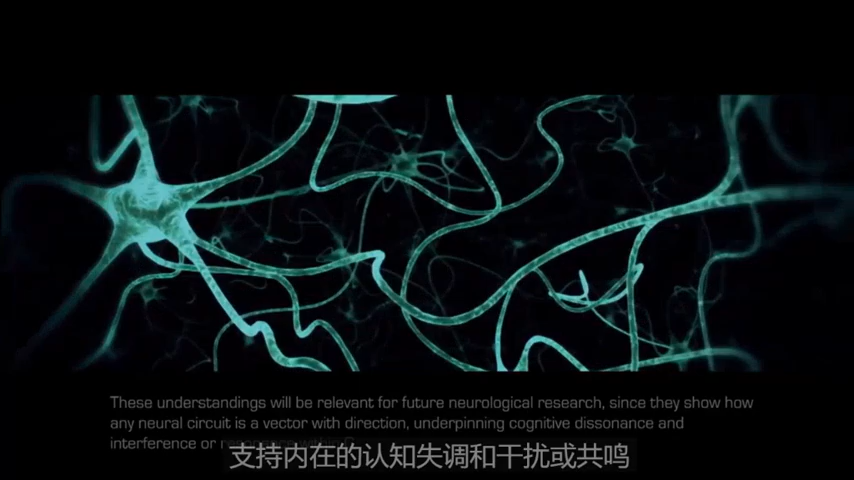 These understandings will be relevant for future neurological research, since they show how
any neural circuit is a vector with direction, underpinning cognitive dissonance and
interference or
支持内在的认知失调和干扰或共鸣